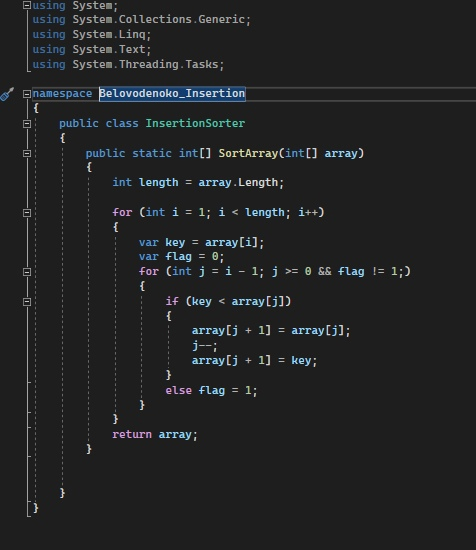 using System;
using System.Collections.Generic;
using System.Linq;
using System.Text;
using System.Threading.Tasks;
namespace Belovodenoko_Insertion
{
public class InsertionSorter
{
public static int[] SortArray(int[] array)
{
int length = array.Length;
for (int i = 1; i < length; i++)
{
var key = array[i];
var flag = 0;
for (int j = i - 1; j >= 0 && flag != 1;)
{
if (key < array[j])
{
array[j + 1] = array[j];
j--;
array[j + 1] = key;
}
else flag = 1;
}
}
return array;
}
}
}